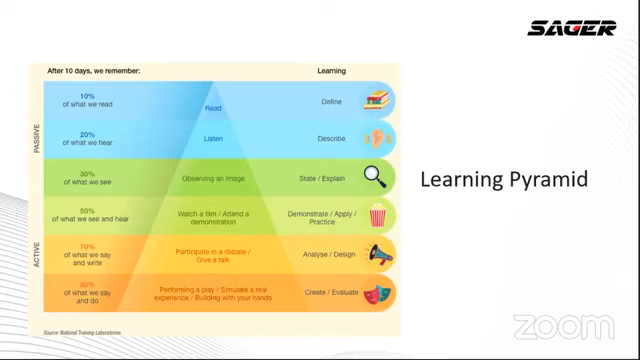 SAGER
After 10 days, we remember:
Learning
10%
of what we read
Read
Define
20%
of what we hear
Listen
Describe
30%
of what we see
Observing an image
State / Explain
50%
of what we see and hear
Watch a film / Attend a
demonstration
Demonstrate / Apply /
Practice
70%
of what we say
and write
Participate in a debate /
Give a talk
Analyse / Design
90%
of what we say
and do
Performing a play / Simulate a real
experience / Building with your hands
Create / Evaluate
PASSIVE
ACTIVE
Source: National Training Laboratories
Learning Pyramid
zoom